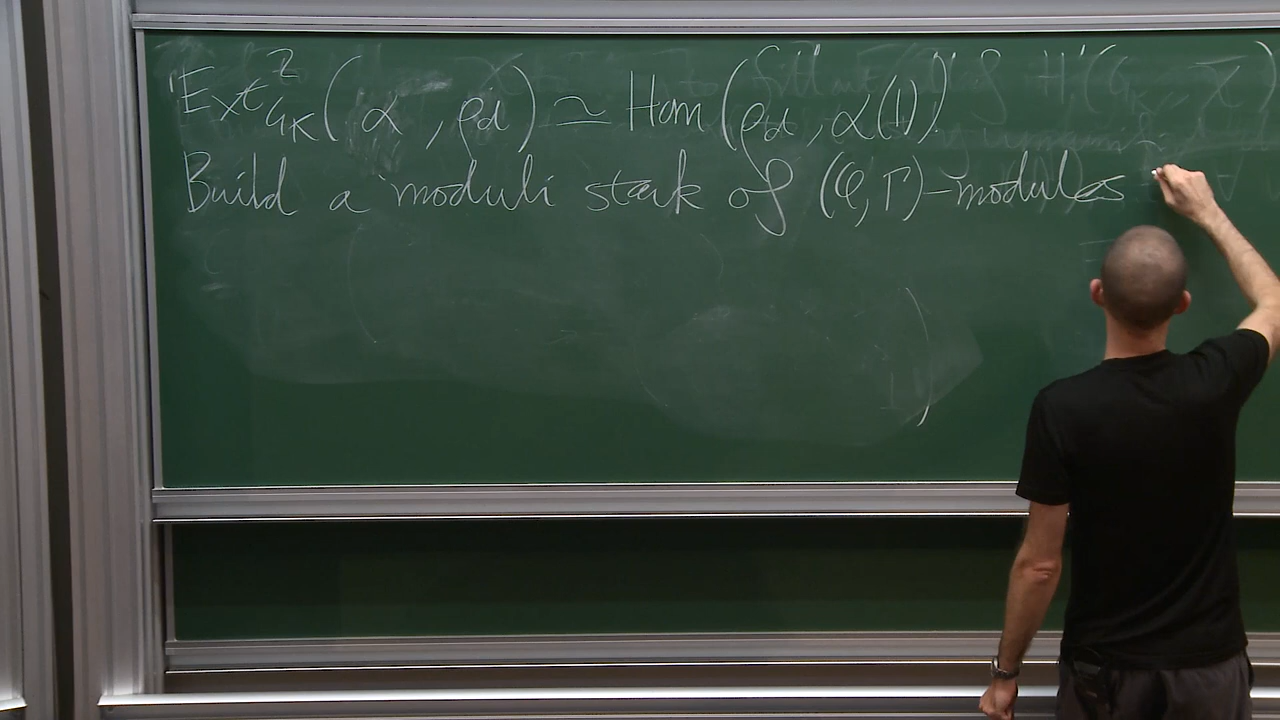 "Ext²_{G_K}(α, ρ_d) ≃ Hom(ρ_d, α(1))"
Build a moduli stack of (φ,Γ)-modules